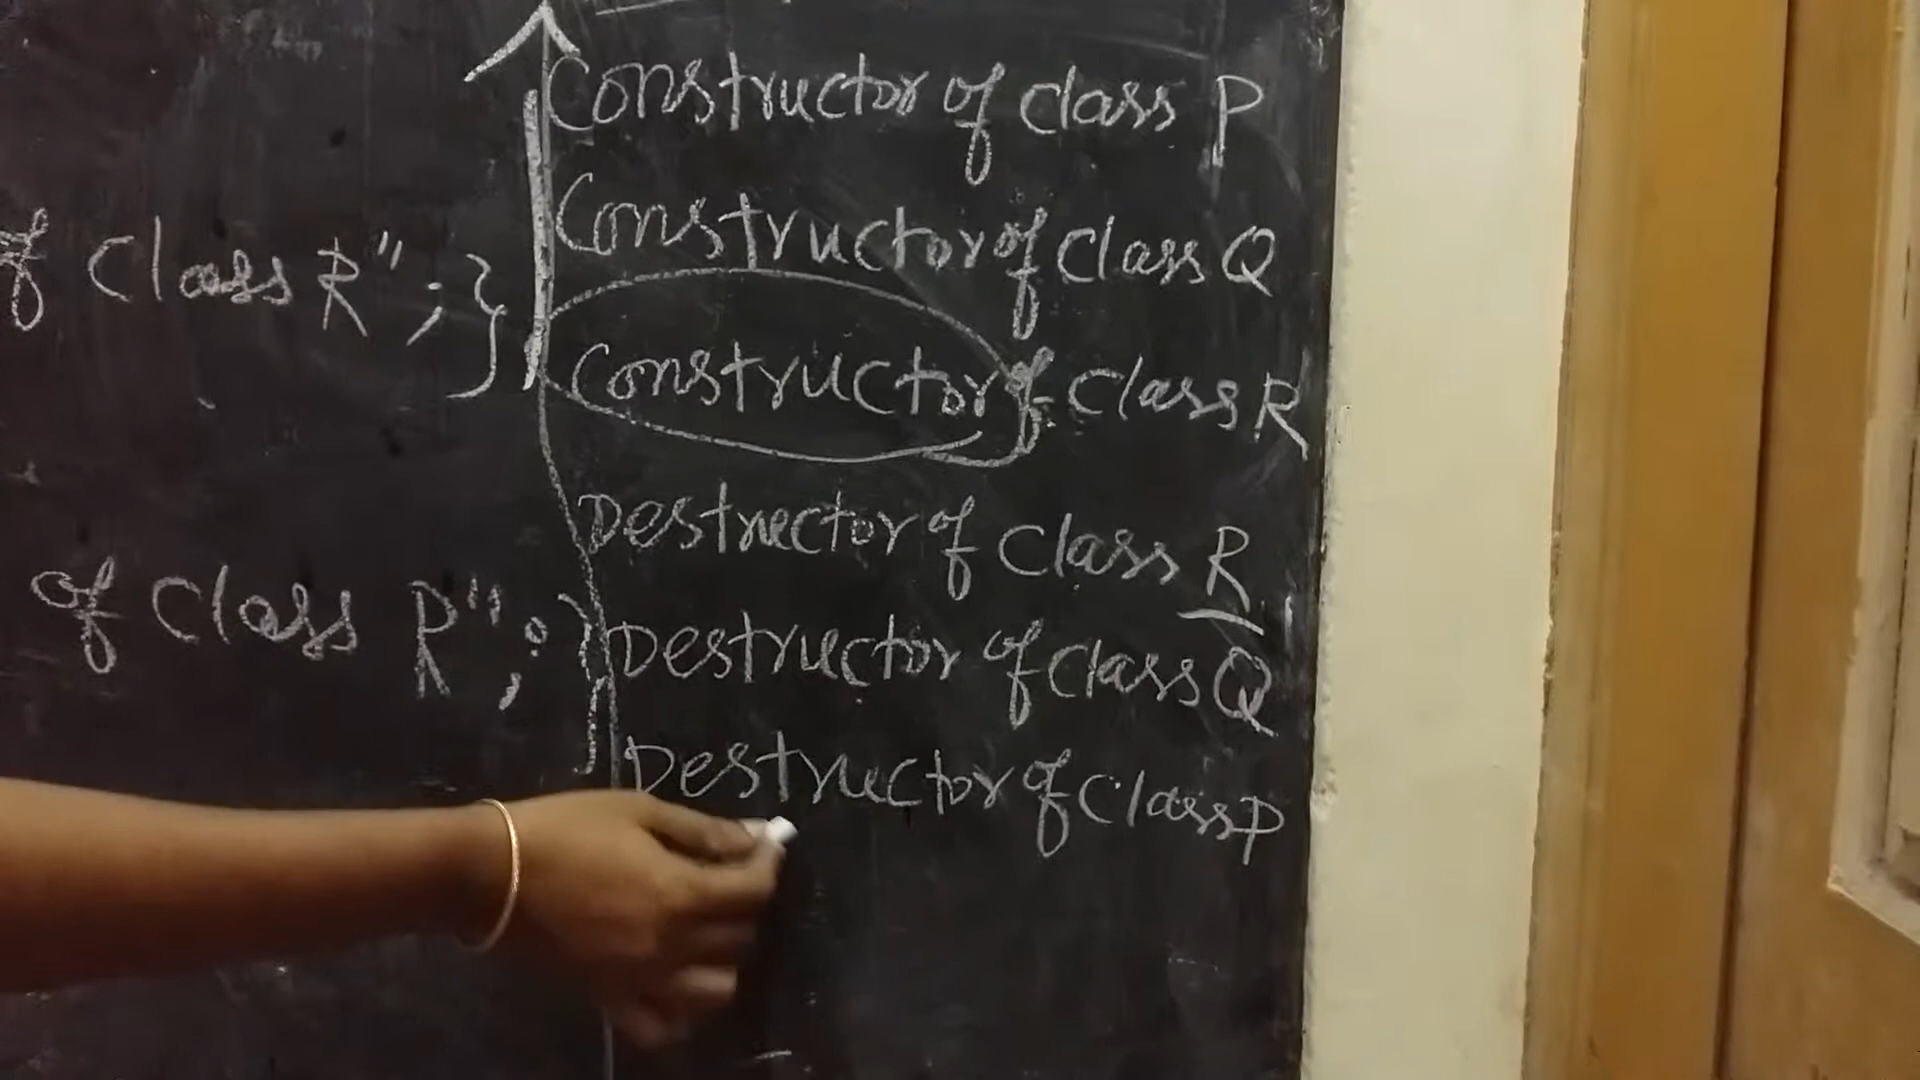 Constructor of class P
Constructor of class Q
of Class R"; }
Constructor of class R
Destructor of class R
of Class R"; }
Destructor of class Q
Destructor of class P